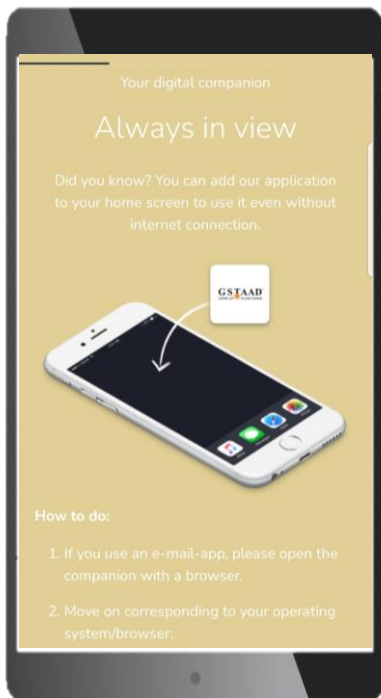 Your digital companion
Always in view
Did you know? You can add our application
to your home screen to use it even without
internet connection.
GSTAAD
How to do:
1. If you use an e-mail-app, please open the
companion with a browser.
2. Move on corresponding to your operating
system/browser: